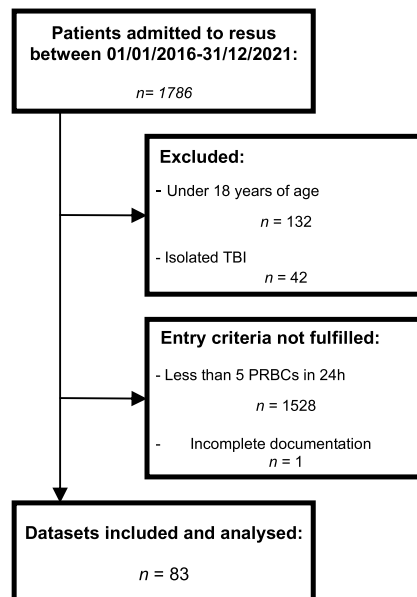 Patients admitted to resus
between 01/01/2016-31/12/2021:
n= 1786
Excluded:
- Under 18 years of age
n = 132
- Isolated TBI
n = 42
Entry criteria not fulfilled:
- Less than 5 PRBCs in 24h
n = 1528
- Incomplete documentation
n = 1
Datasets included and analysed:
n = 83